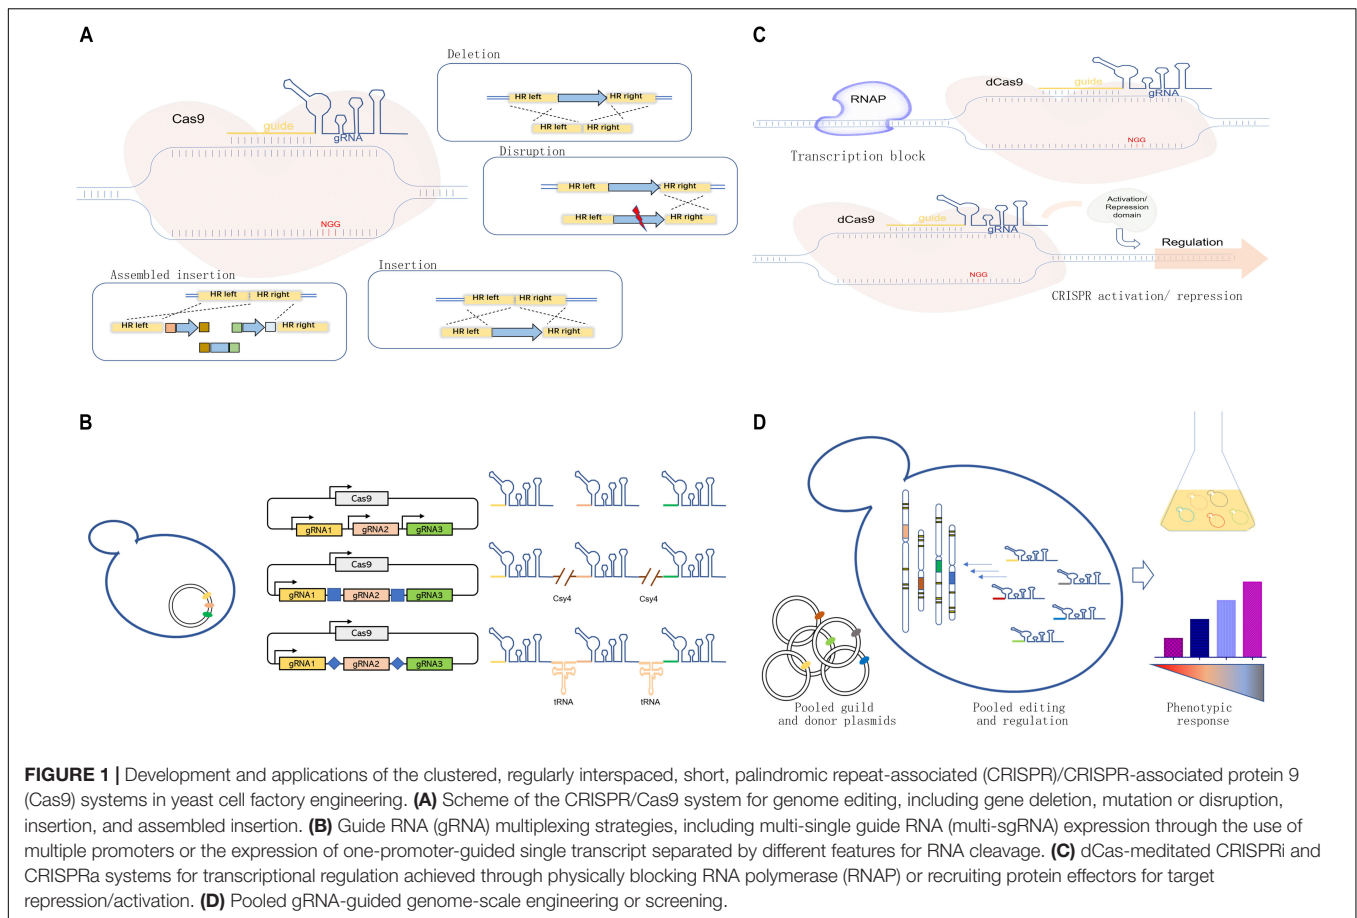 A
Deletion
HR left
HR right
HR left
HR right
Cas9
guide
gRNA
NGG
Disruption
HR left
HR right
HR left
HR right
Assembled insertion
HR left
HR right
HR left
HR right
Insertion
HR left
HR right
HR left
HR right
C
dCas9
guide
gRNA
RNAP
NGG
Transcription block
dCas9
guide
gRNA
Activation/
Repression
domain
Regulation
NGG
CRISPR activation/ repression
B
Cas9
gRNA1
gRNA2
gRNA3
Cas9
gRNA1
gRNA2
gRNA3
Csy4
Csy4
Cas9
gRNA1
gRNA2
gRNA3
tRNA
tRNA
D
Pooled guild
and donor plasmids
Pooled editing
and regulation
Phenotypic
response
FIGURE 1 | Development and applications of the clustered, regularly interspaced, short, palindromic repeat-associated (CRISPR)/CRISPR-associated protein 9
(Cas9) systems in yeast cell factory engineering. (A) Scheme of the CRISPR/Cas9 system for genome editing, including gene deletion, mutation or disruption,
insertion, and assembled insertion. (B) Guide RNA (gRNA) multiplexing strategies, including multi-single guide RNA (multi-sgRNA) expression through the use of
multiple promoters or the expression of one-promoter-guided single transcript separated by different features for RNA cleavage. (C) dCas-meditated CRISPRi and
CRISPRa systems for transcriptional regulation achieved through physically blocking RNA polymerase (RNAP) or recruiting protein effectors for target
repression/activation. (D) Pooled gRNA-guided genome-scale engineering or screening.